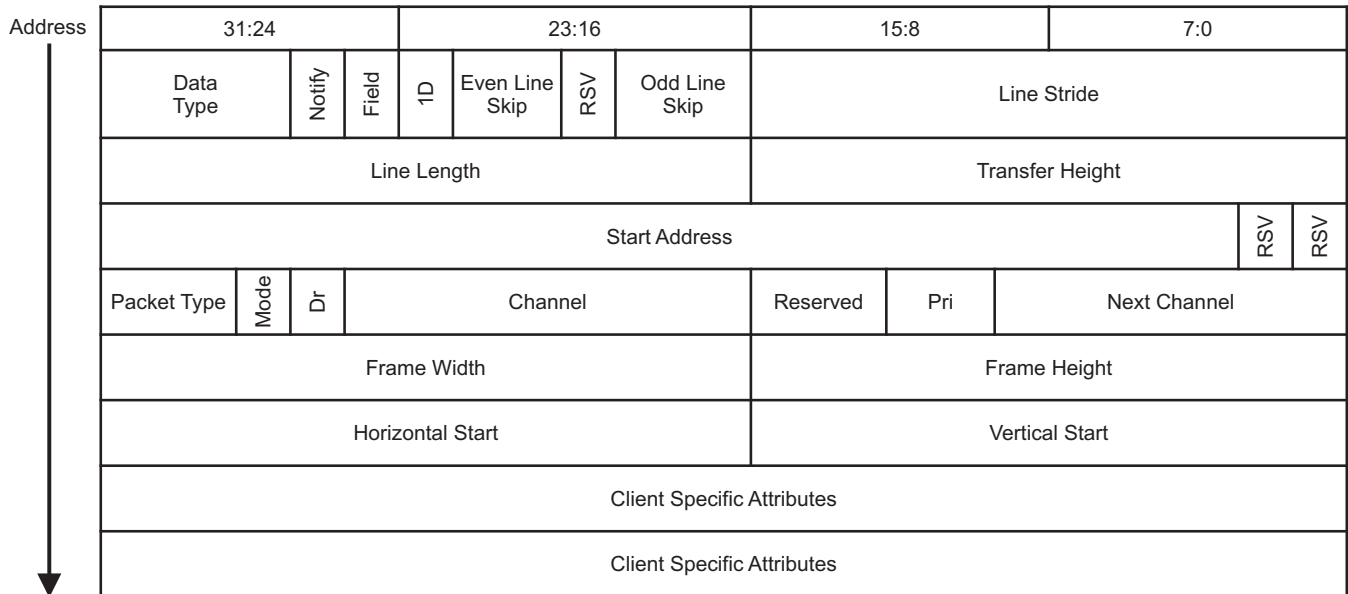 Address 31:24 23:16 15:8 7:0
Data Type Notify Field 1D Even Line Skip RSV Odd Line Skip Line Stride
Line Length Transfer Height
Start Address RSV RSV
Packet Type Mode Dr Channel Reserved Pri Next Channel
Frame Width Frame Height
Horizontal Start Vertical Start
Client Specific Attributes
Client Specific Attributes